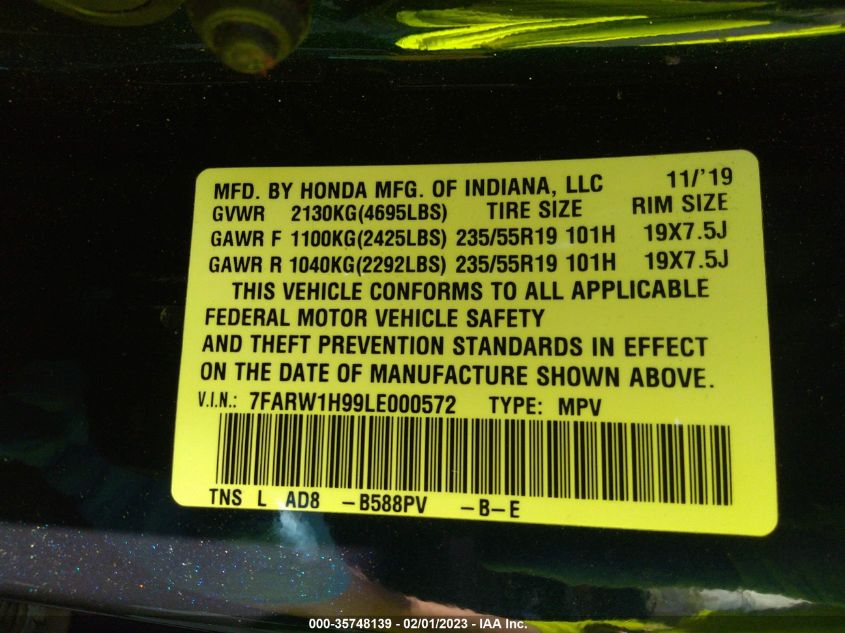 MFD. BY HONDA MFG. OF INDIANA, LLC 11/'19
GVWR 2130KG(4695LBS) TIRE SIZE RIM SIZE
GAWR F 1100KG(2425LBS) 235/55R19 101H 19X7.5J
GAWR R 1040KG(2292LBS) 235/55R19 101H 19X7.5J
THIS VEHICLE CONFORMS TO ALL APPLICABLE
FEDERAL MOTOR VEHICLE SAFETY
AND THEFT PREVENTION STANDARDS IN EFFECT
ON THE DATE OF MANUFACTURE SHOWN ABOVE.
V.I.N.: 7FARW1H99LE000572 TYPE: MPV
TNS L AD8 -B588PV -B-E
000-35748139 - 02/01/2023 - IAA Inc.